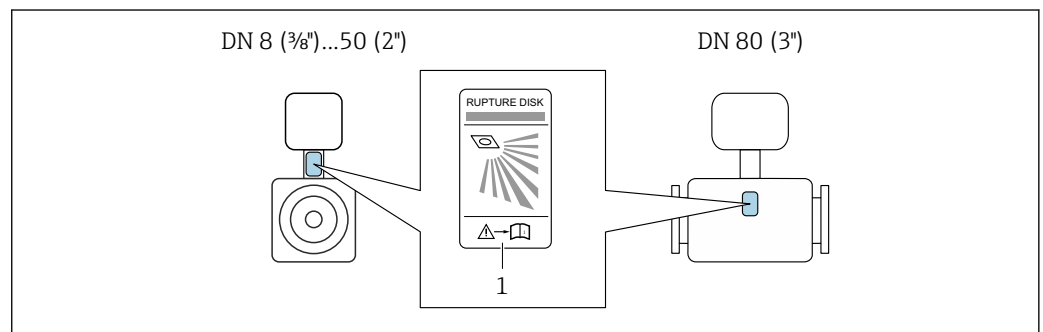 DN 8 (⅜")...50 (2")
DN 80 (3")
RUPTURE DISK
i
1